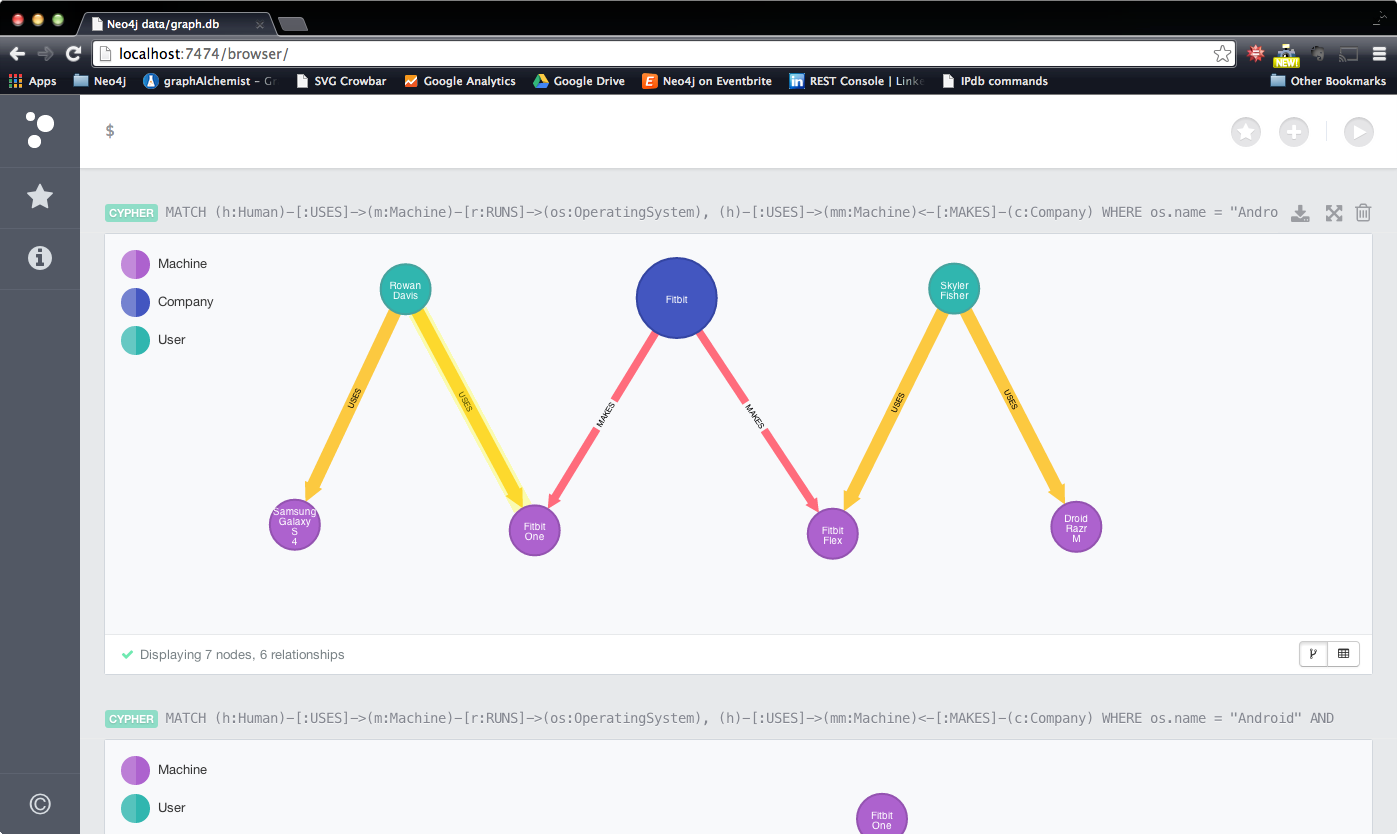 Neo4j data/graph.db
localhost:7474/browser/
Apps Neo4j graphAlchemist – Gr SVG Crowbar Google Analytics Google Drive Neo4j on Eventbrite REST Console | Linke IPdb commands Other Bookmarks
NEW!
$
CYPHER MATCH (h:Human)-[:USES]->(m:Machine)-[r:RUNS]->(os:OperatingSystem), (h)-[:USES]->(mm:Machine)<-[:MAKES]-(c:Company) WHERE os.name = "Andro
Machine
Company
User
Rowan
Davis
Fitbit
Skyler
Fisher
USES
USES
MAKES
MAKES
USES
USES
Samsung
Galaxy
S
4
Fitbit
One
Fitbit
Flex
Droid
Razr
M
Displaying 7 nodes, 6 relationships
CYPHER MATCH (h:Human)-[:USES]->(m:Machine)-[r:RUNS]->(os:OperatingSystem), (h)-[:USES]->(mm:Machine)<-[:MAKES]-(c:Company) WHERE os.name = "Android" AND
Machine
User
Fitbit
One
©